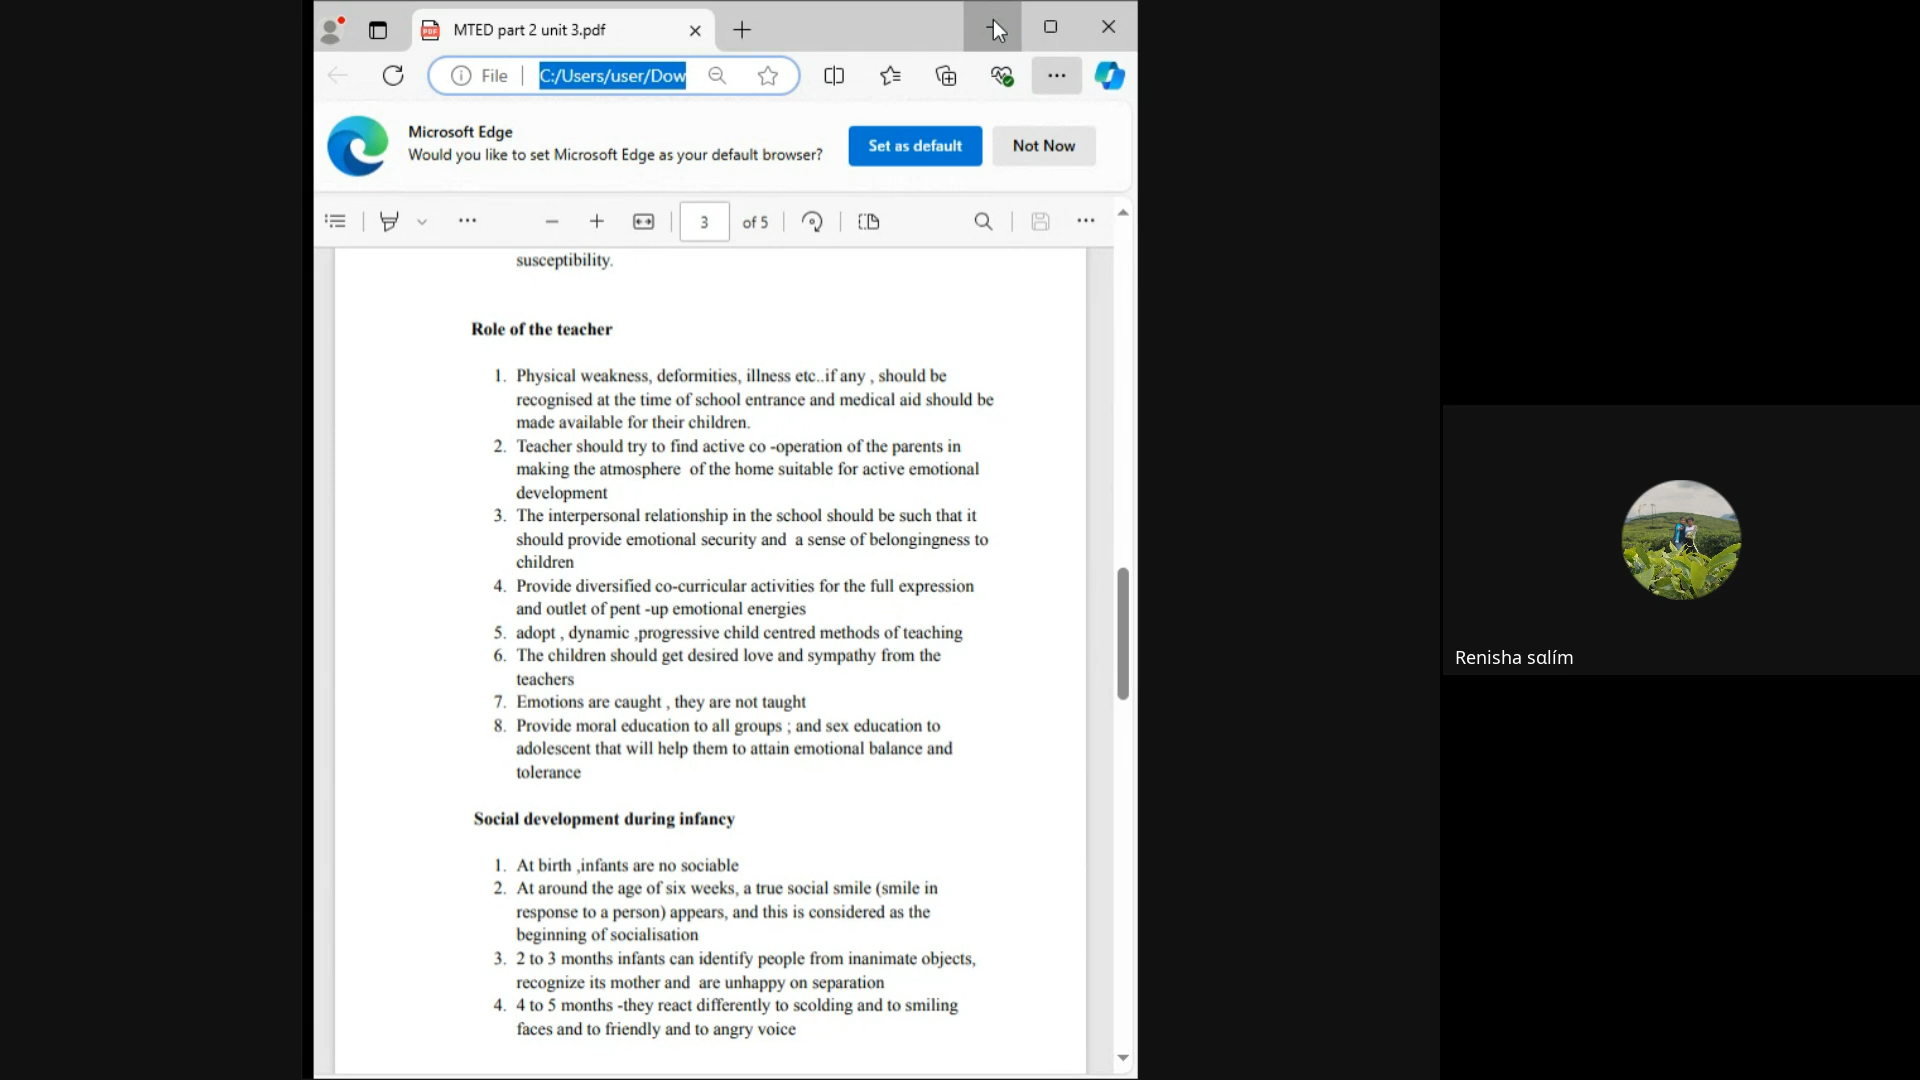 MTED part 2 unit 3.pdf
File
C:/Users/user/Dow
Microsoft Edge
Would you like to set Microsoft Edge as your default browser?
Set as default
Not Now
3
of 5
susceptibility.
Role of the teacher
1. Physical weakness, deformities, illness etc..if any , should be
recognised at the time of school entrance and medical aid should be
made available for their children.
2. Teacher should try to find active co -operation of the parents in
making the atmosphere of the home suitable for active emotional
development
3. The interpersonal relationship in the school should be such that it
should provide emotional security and a sense of belongingness to
children
4. Provide diversified co-curricular activities for the full expression
and outlet of pent -up emotional energies
5. adopt , dynamic ,progressive child centred methods of teaching
6. The children should get desired love and sympathy from the
teachers
7. Emotions are caught , they are not taught
8. Provide moral education to all groups ; and sex education to
adolescent that will help them to attain emotional balance and
tolerance
Social development during infancy
1. At birth ,infants are no sociable
2. At around the age of six weeks, a true social smile (smile in
response to a person) appears, and this is considered as the
beginning of socialisation
3. 2 to 3 months infants can identify people from inanimate objects,
recognize its mother and are unhappy on separation
4. 4 to 5 months -they react differently to scolding and to smiling
faces and to friendly and to angry voice
Renisha sαlím